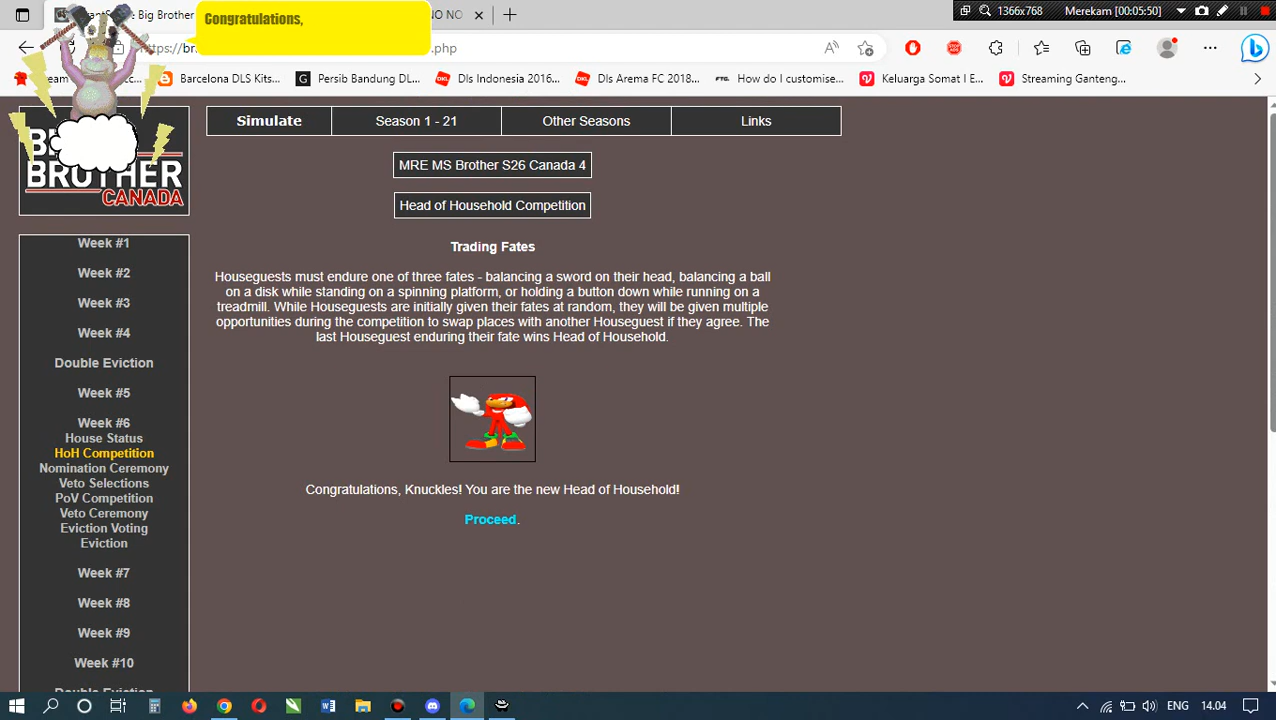 Big Brother
NO NO
Congratulations,
1366x768
Merekam [00:05:50]
.php
Barcelona DLS Kits...
Persib Bandung DL...
Dls Indonesia 2016...
Dls Arema FC 2018...
How do I customise...
Keluarga Somat I E...
Streaming Ganteng...
BROTHER
CANADA
Simulate
Season 1 - 21
Other Seasons
Links
MRE MS Brother S26 Canada 4
Head of Household Competition
Trading Fates
Houseguests must endure one of three fates - balancing a sword on their head, balancing a ball
on a disk while standing on a spinning platform, or holding a button down while running on a
treadmill. While Houseguests are initially given their fates at random, they will be given multiple
opportunities during the competition to swap places with another Houseguest if they agree. The
last Houseguest enduring their fate wins Head of Household.
Congratulations, Knuckles! You are the new Head of Household!
Proceed.
Week #1
Week #2
Week #3
Week #4
Double Eviction
Week #5
Week #6
House Status
HoH Competition
Nomination Ceremony
Veto Selections
PoV Competition
Veto Ceremony
Eviction Voting
Eviction
Week #7
Week #8
Week #9
Week #10
Double Eviction
ENG
14.04